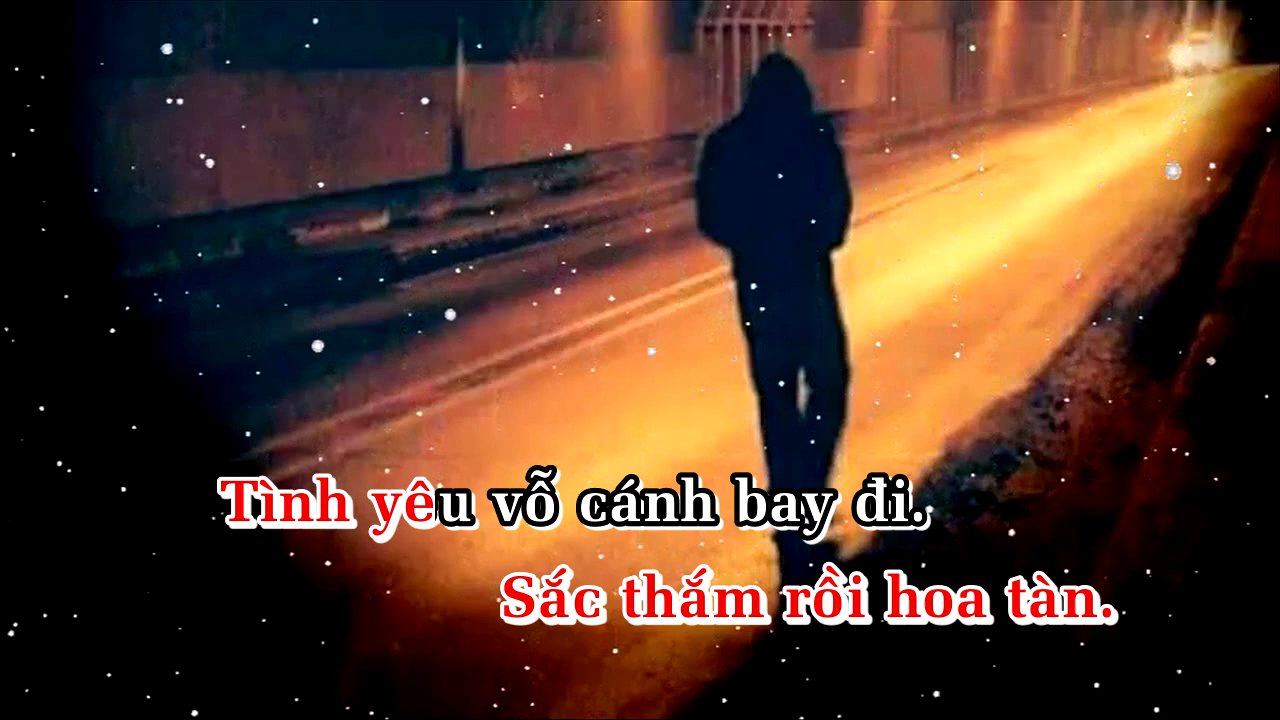 Tình yêu vỗ cánh bay đi.
Sắc thắm rồi hoa tàn.